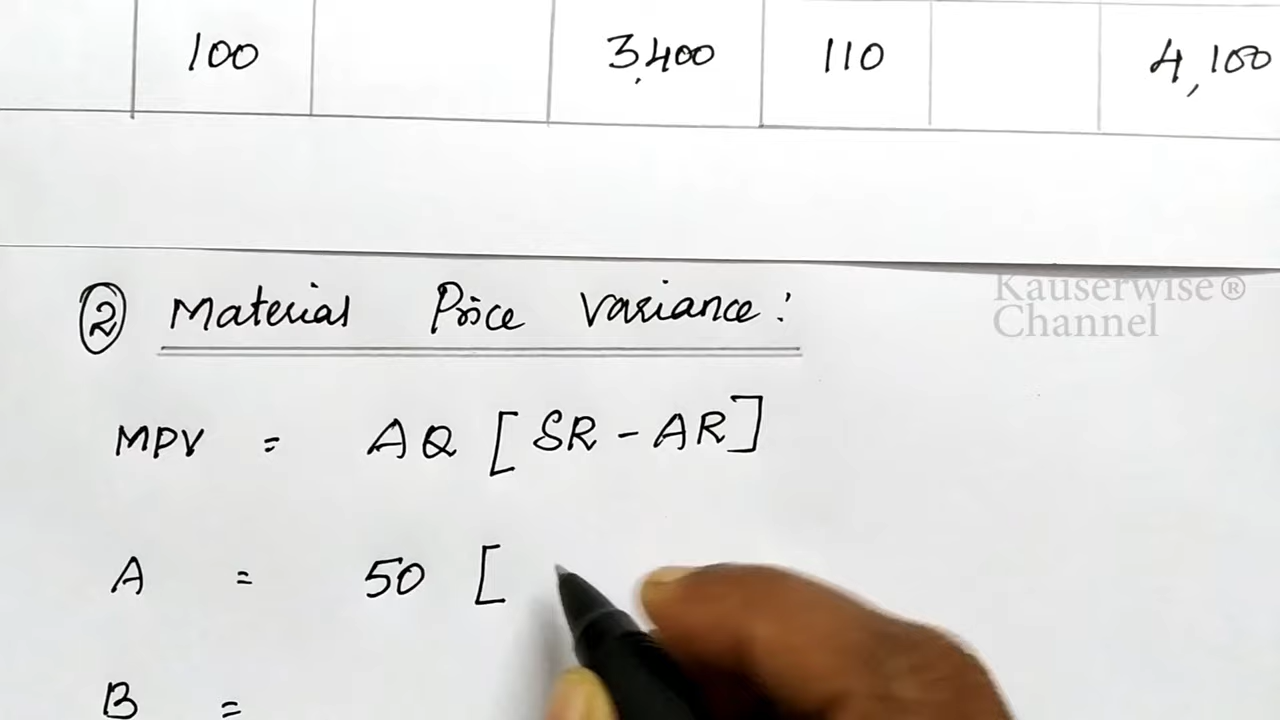 100 3,400 110 4,100
Kauserwise®
Channel
② Material Price Variance:
MPV = AQ [SR - AR]
A = 50 [
B =